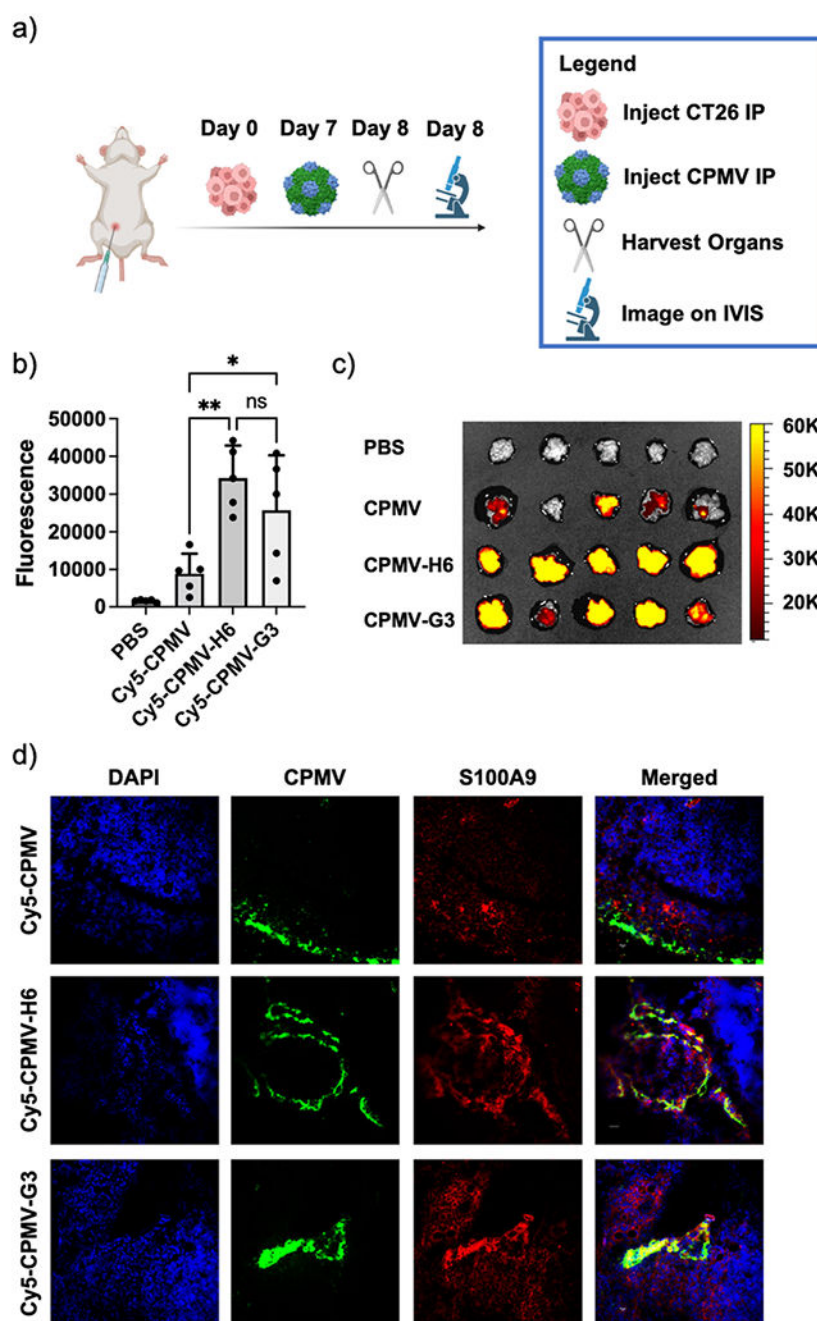 a)
Day 0 Day 7 Day 8 Day 8
Legend
Inject CT26 IP
Inject CPMV IP
Harvest Organs
Image on IVIS
b)
*
** ns
Fluorescence
50000
40000
30000
20000
10000
0
PBS
Cy5-CPMV
Cy5-CPMV-H6
Cy5-CPMV-G3
c)
PBS
CPMV
CPMV-H6
CPMV-G3
60K
50K
40K
30K
20K
d)
DAPI CPMV S100A9 Merged
Cy5-CPMV
Cy5-CPMV-H6
Cy5-CPMV-G3